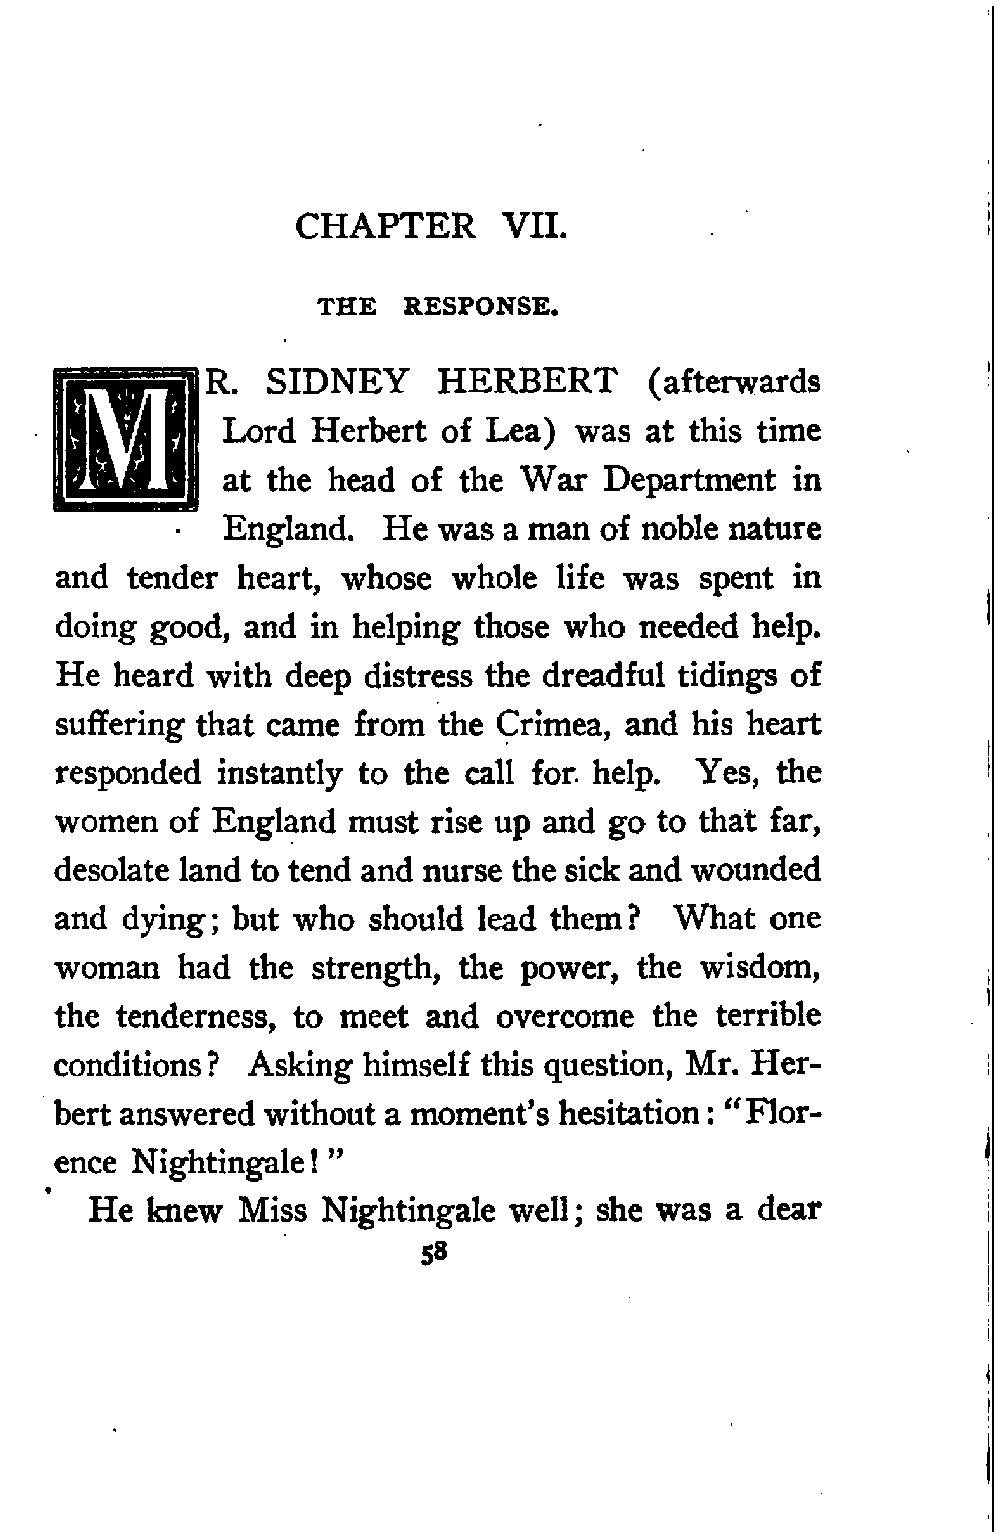 CHAPTER VII.
THE RESPONSE.
MR. SIDNEY HERBERT (afterwards
Lord Herbert of Lea) was at this time
at the head of the War Department in
England. He was a man of noble nature
and tender heart, whose whole life was spent in
doing good, and in helping those who needed help.
He heard with deep distress the dreadful tidings of
suffering that came from the Crimea, and his heart
responded instantly to the call for help. Yes, the
women of England must rise up and go to that far,
desolate land to tend and nurse the sick and wounded
and dying; but who should lead them? What one
woman had the strength, the power, the wisdom,
the tenderness, to meet and overcome the terrible
conditions? Asking himself this question, Mr. Her-
bert answered without a moment's hesitation: "Flor-
ence Nightingale!"
He knew Miss Nightingale well; she was a dear
58